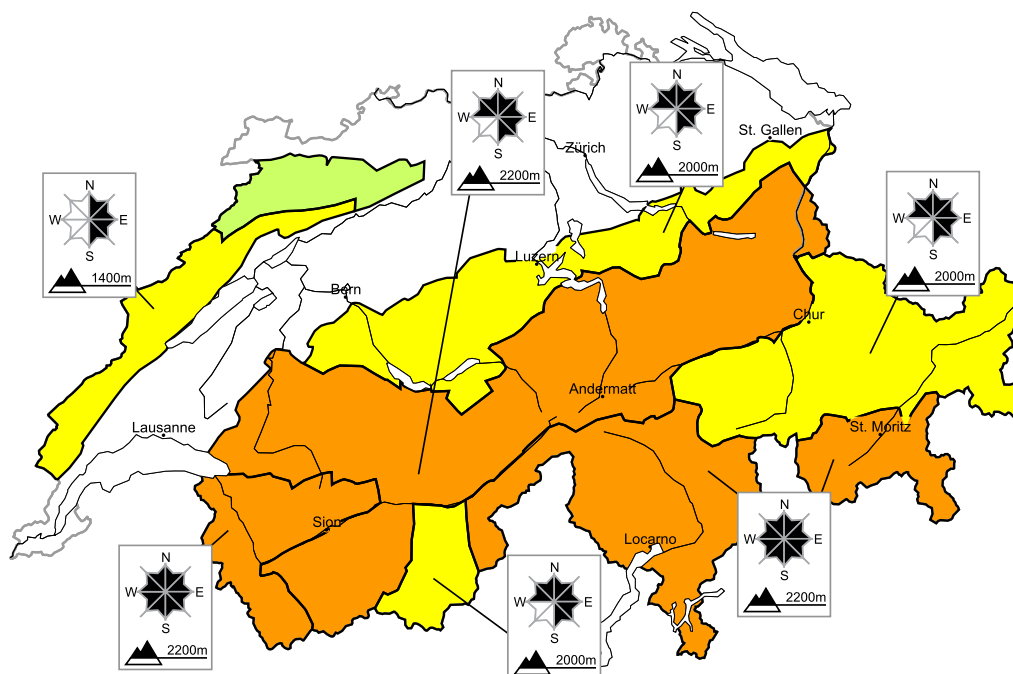 N
W E
S
2200m
N
W E
S
2000m
St. Gallen
Zürich
N
W E
S
1400m
N
W E
S
2000m
Luzern
Bern
Chur
Andermatt
Lausanne
St. Moritz
Sion
Locarno
N
W E
S
2200m
N
W E
S
2200m
N
W E
S
2000m